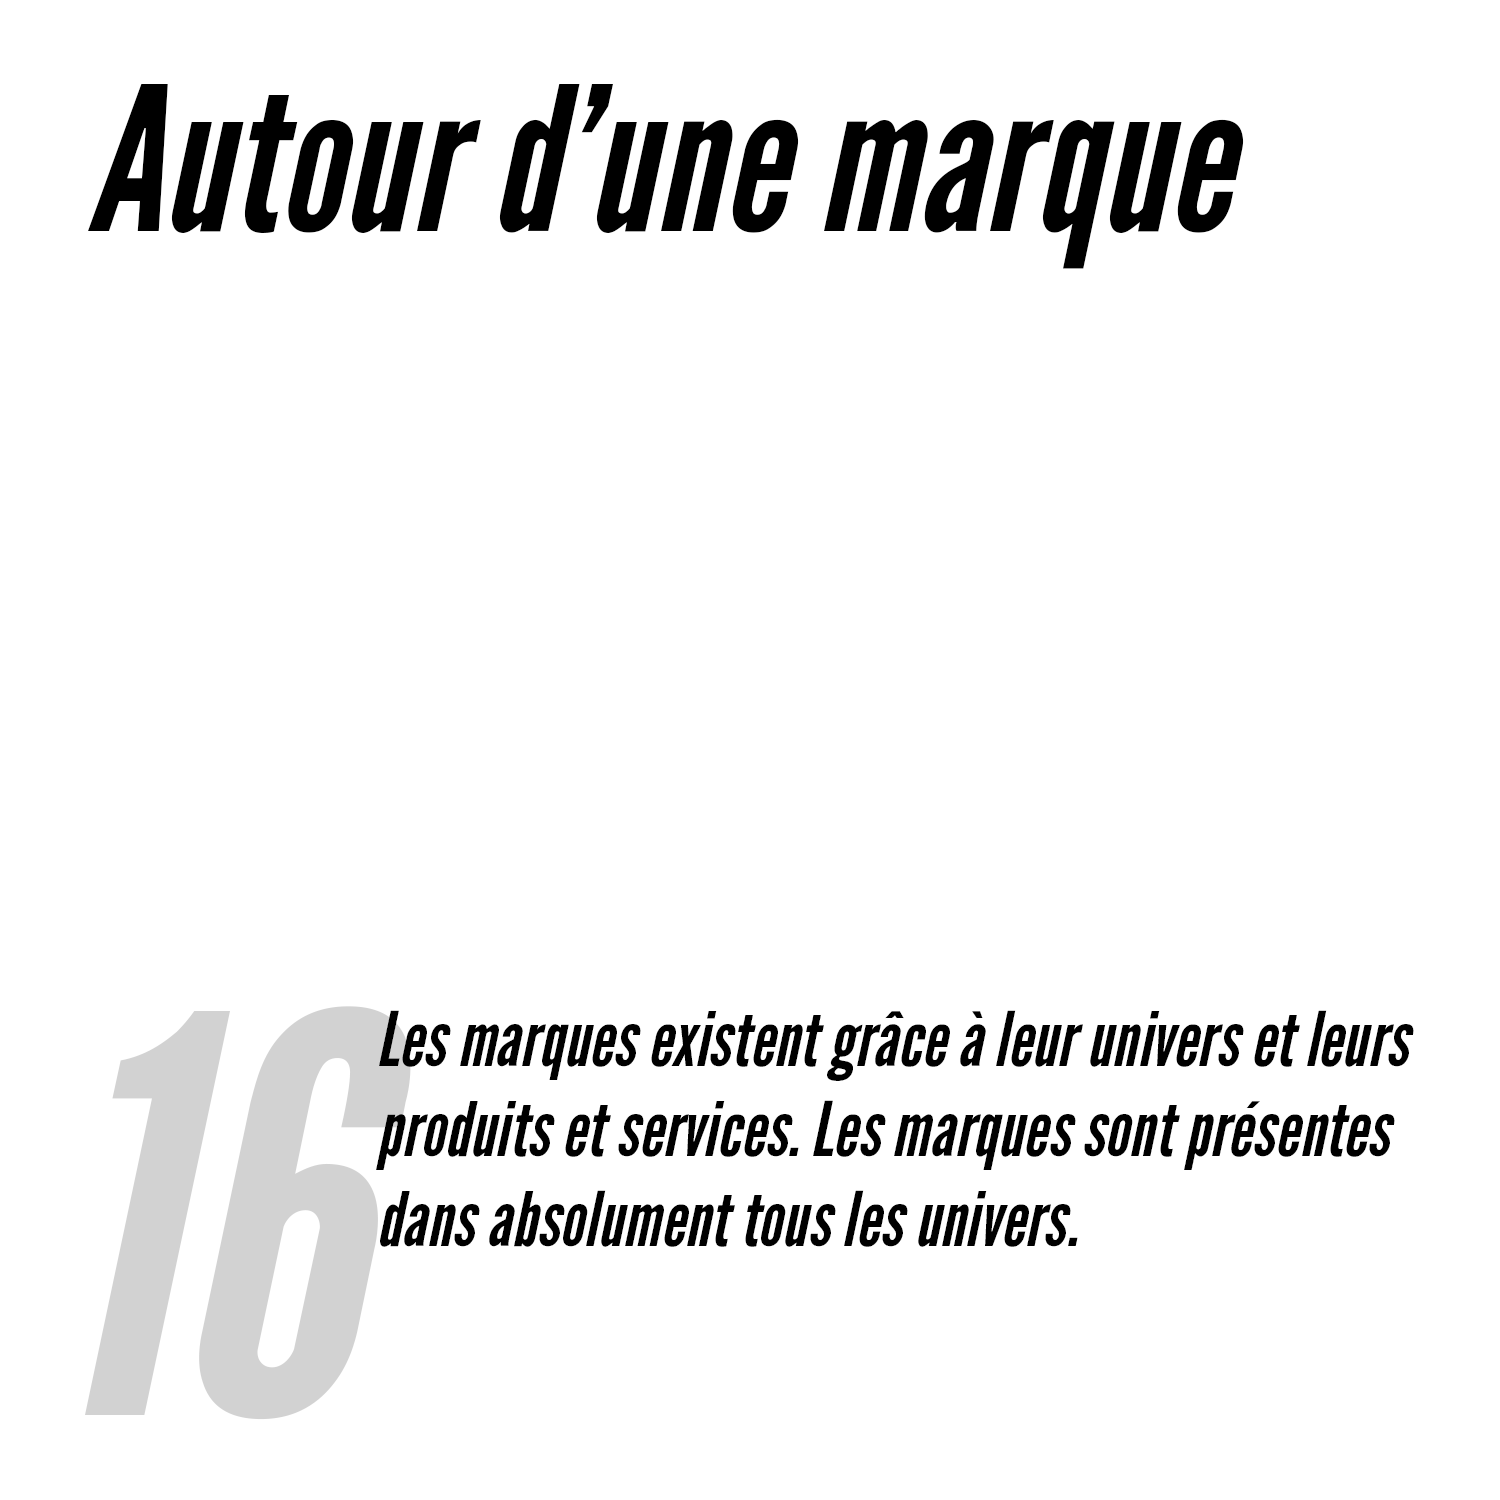 Autour d’une marque
16
Les marques existent grâce à leur univers et leurs
produits et services. Les marques sont présentes
dans absolument tous les univers.